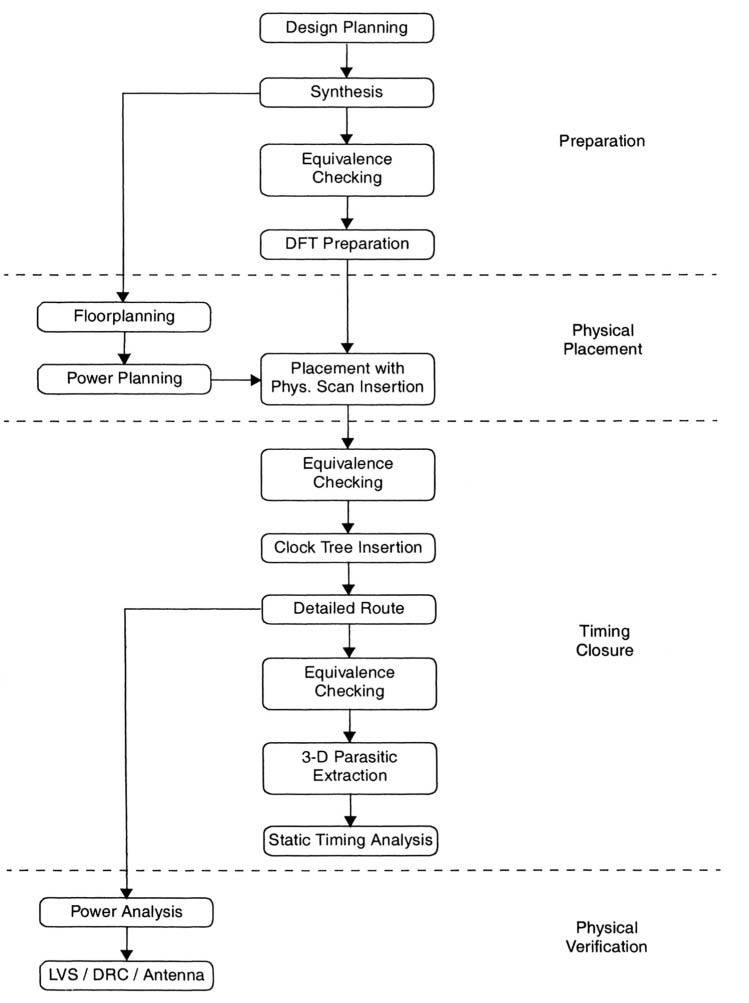 Design Planning
Synthesis
Equivalence
Checking
Preparation
DFT Preparation
Floorplanning
Power Planning
Placement with
Phys. Scan Insertion
Physical
Placement
Equivalence
Checking
Clock Tree Insertion
Detailed Route
Equivalence
Checking
3-D Parasitic
Extraction
Static Timing Analysis
Timing
Closure
Power Analysis
LVS / DRC / Antenna
Physical
Verification